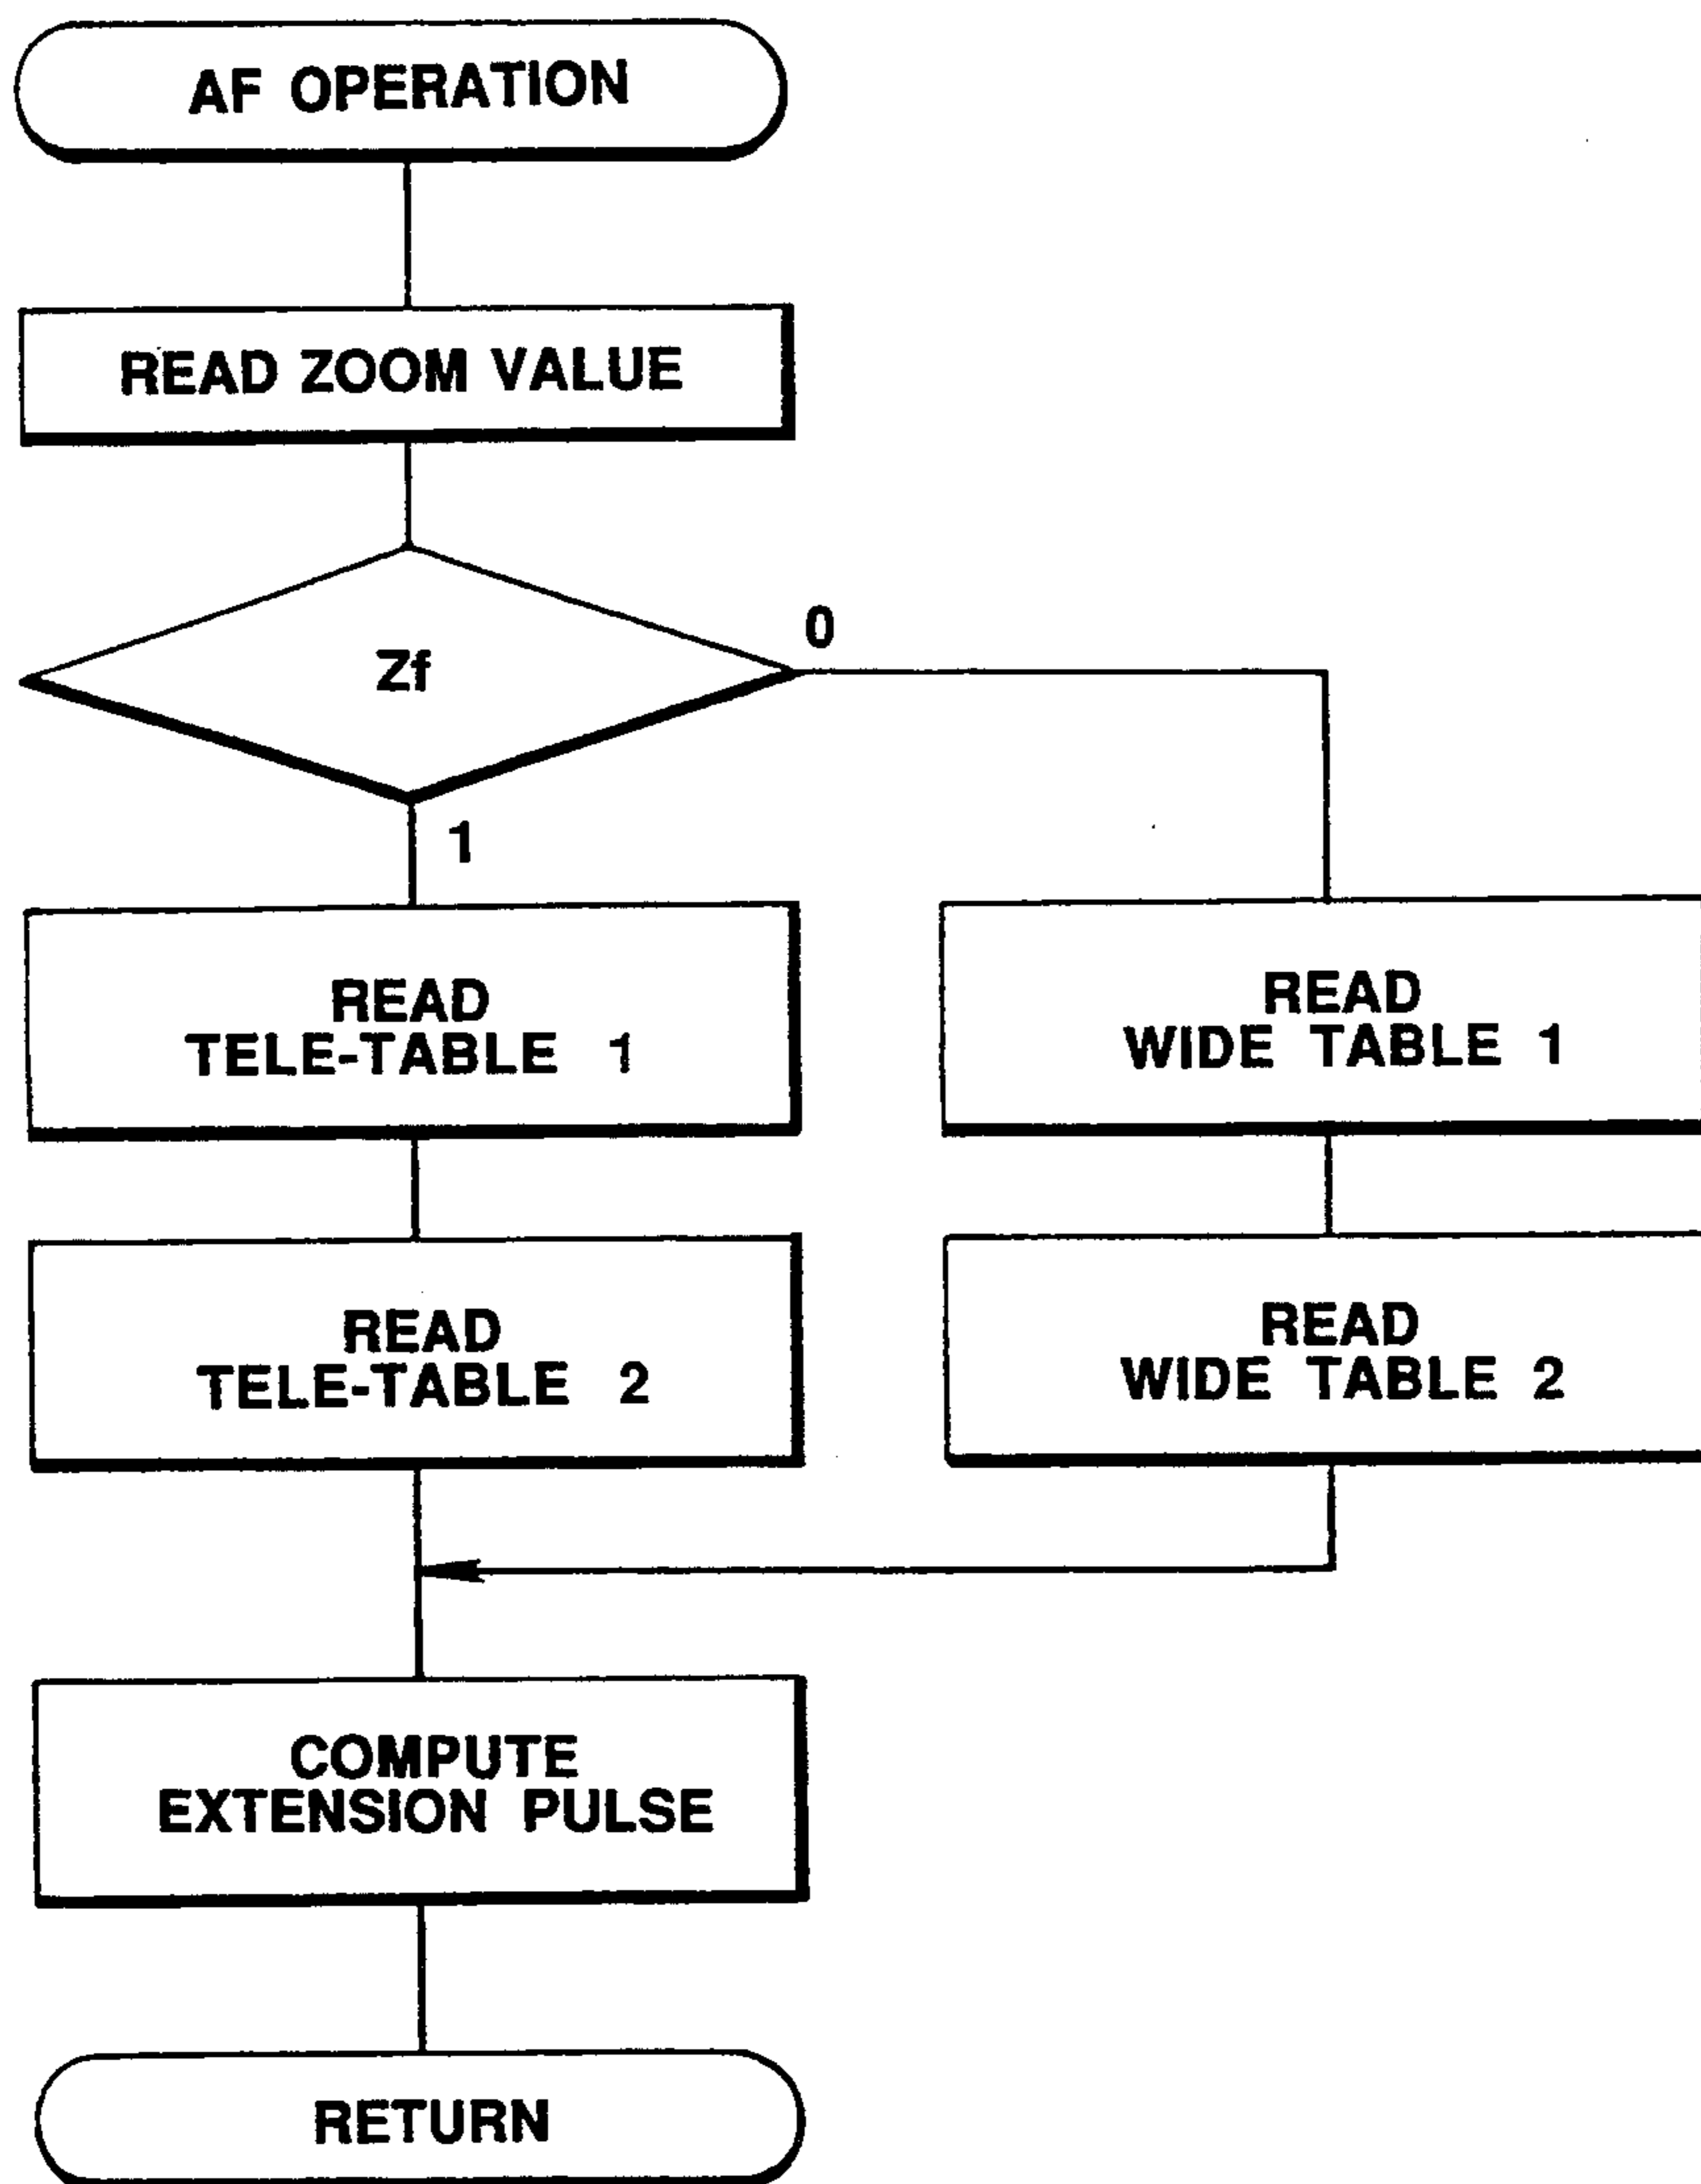 AF OPERATION
READ ZOOM VALUE
Zf
0
1
READ
TELE-TABLE 1
READ
WIDE TABLE 1
READ
TELE-TABLE 2
READ
WIDE TABLE 2
COMPUTE
EXTENSION PULSE
RETURN